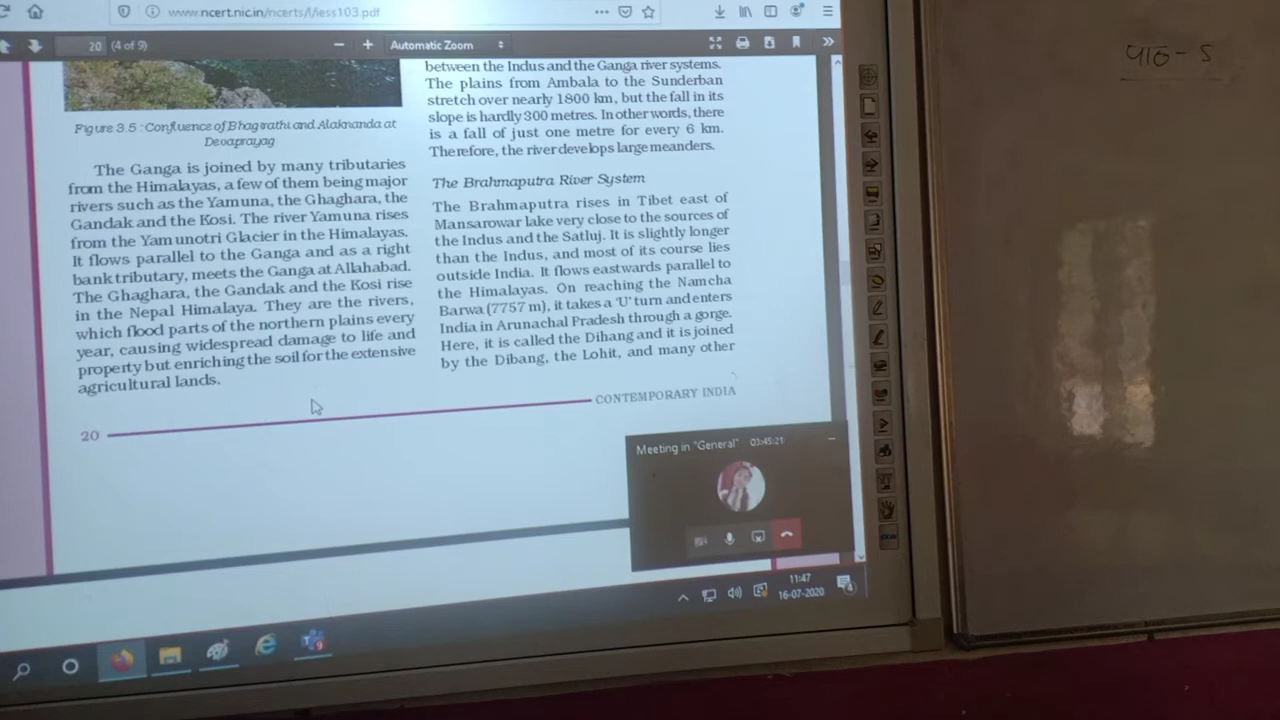 www.ncert.nic.in/ncerts/l/iess103.pdf
20 (4 of 9)
Automatic Zoom
Figure 3.5 : Confluence of Bhagirathi and Alaknanda at
Devaprayag
The Ganga is joined by many tributaries
from the Himalayas, a few of them being major
rivers such as the Yamuna, the Ghaghara, the
Gandak and the Kosi. The river Yamuna rises
from the Yamunotri Glacier in the Himalayas.
It flows parallel to the Ganga and as a right
bank tributary, meets the Ganga at Allahabad.
The Ghaghara, the Gandak and the Kosi rise
in the Nepal Himalaya. They are the rivers,
which flood parts of the northern plains every
year, causing widespread damage to life and
property but enriching the soil for the extensive
agricultural lands.
between the Indus and the Ganga river systems.
The plains from Ambala to the Sunderban
stretch over nearly 1800 km, but the fall in its
slope is hardly 300 metres. In other words, there
is a fall of just one metre for every 6 km.
Therefore, the river develops large meanders.
The Brahmaputra River System
The Brahmaputra rises in Tibet east of
Mansarowar lake very close to the sources of
the Indus and the Satluj. It is slightly longer
than the Indus, and most of its course lies
outside India. It flows eastwards parallel to
the Himalayas. On reaching the Namcha
Barwa (7757 m), it takes a 'U' turn and enters
India in Arunachal Pradesh through a gorge.
Here, it is called the Dihang and it is joined
by the Dibang, the Lohit, and many other
20
CONTEMPORARY INDIA
Meeting in "General" 03:45:21
11:47
16-07-2020
4
9
पाठ-5